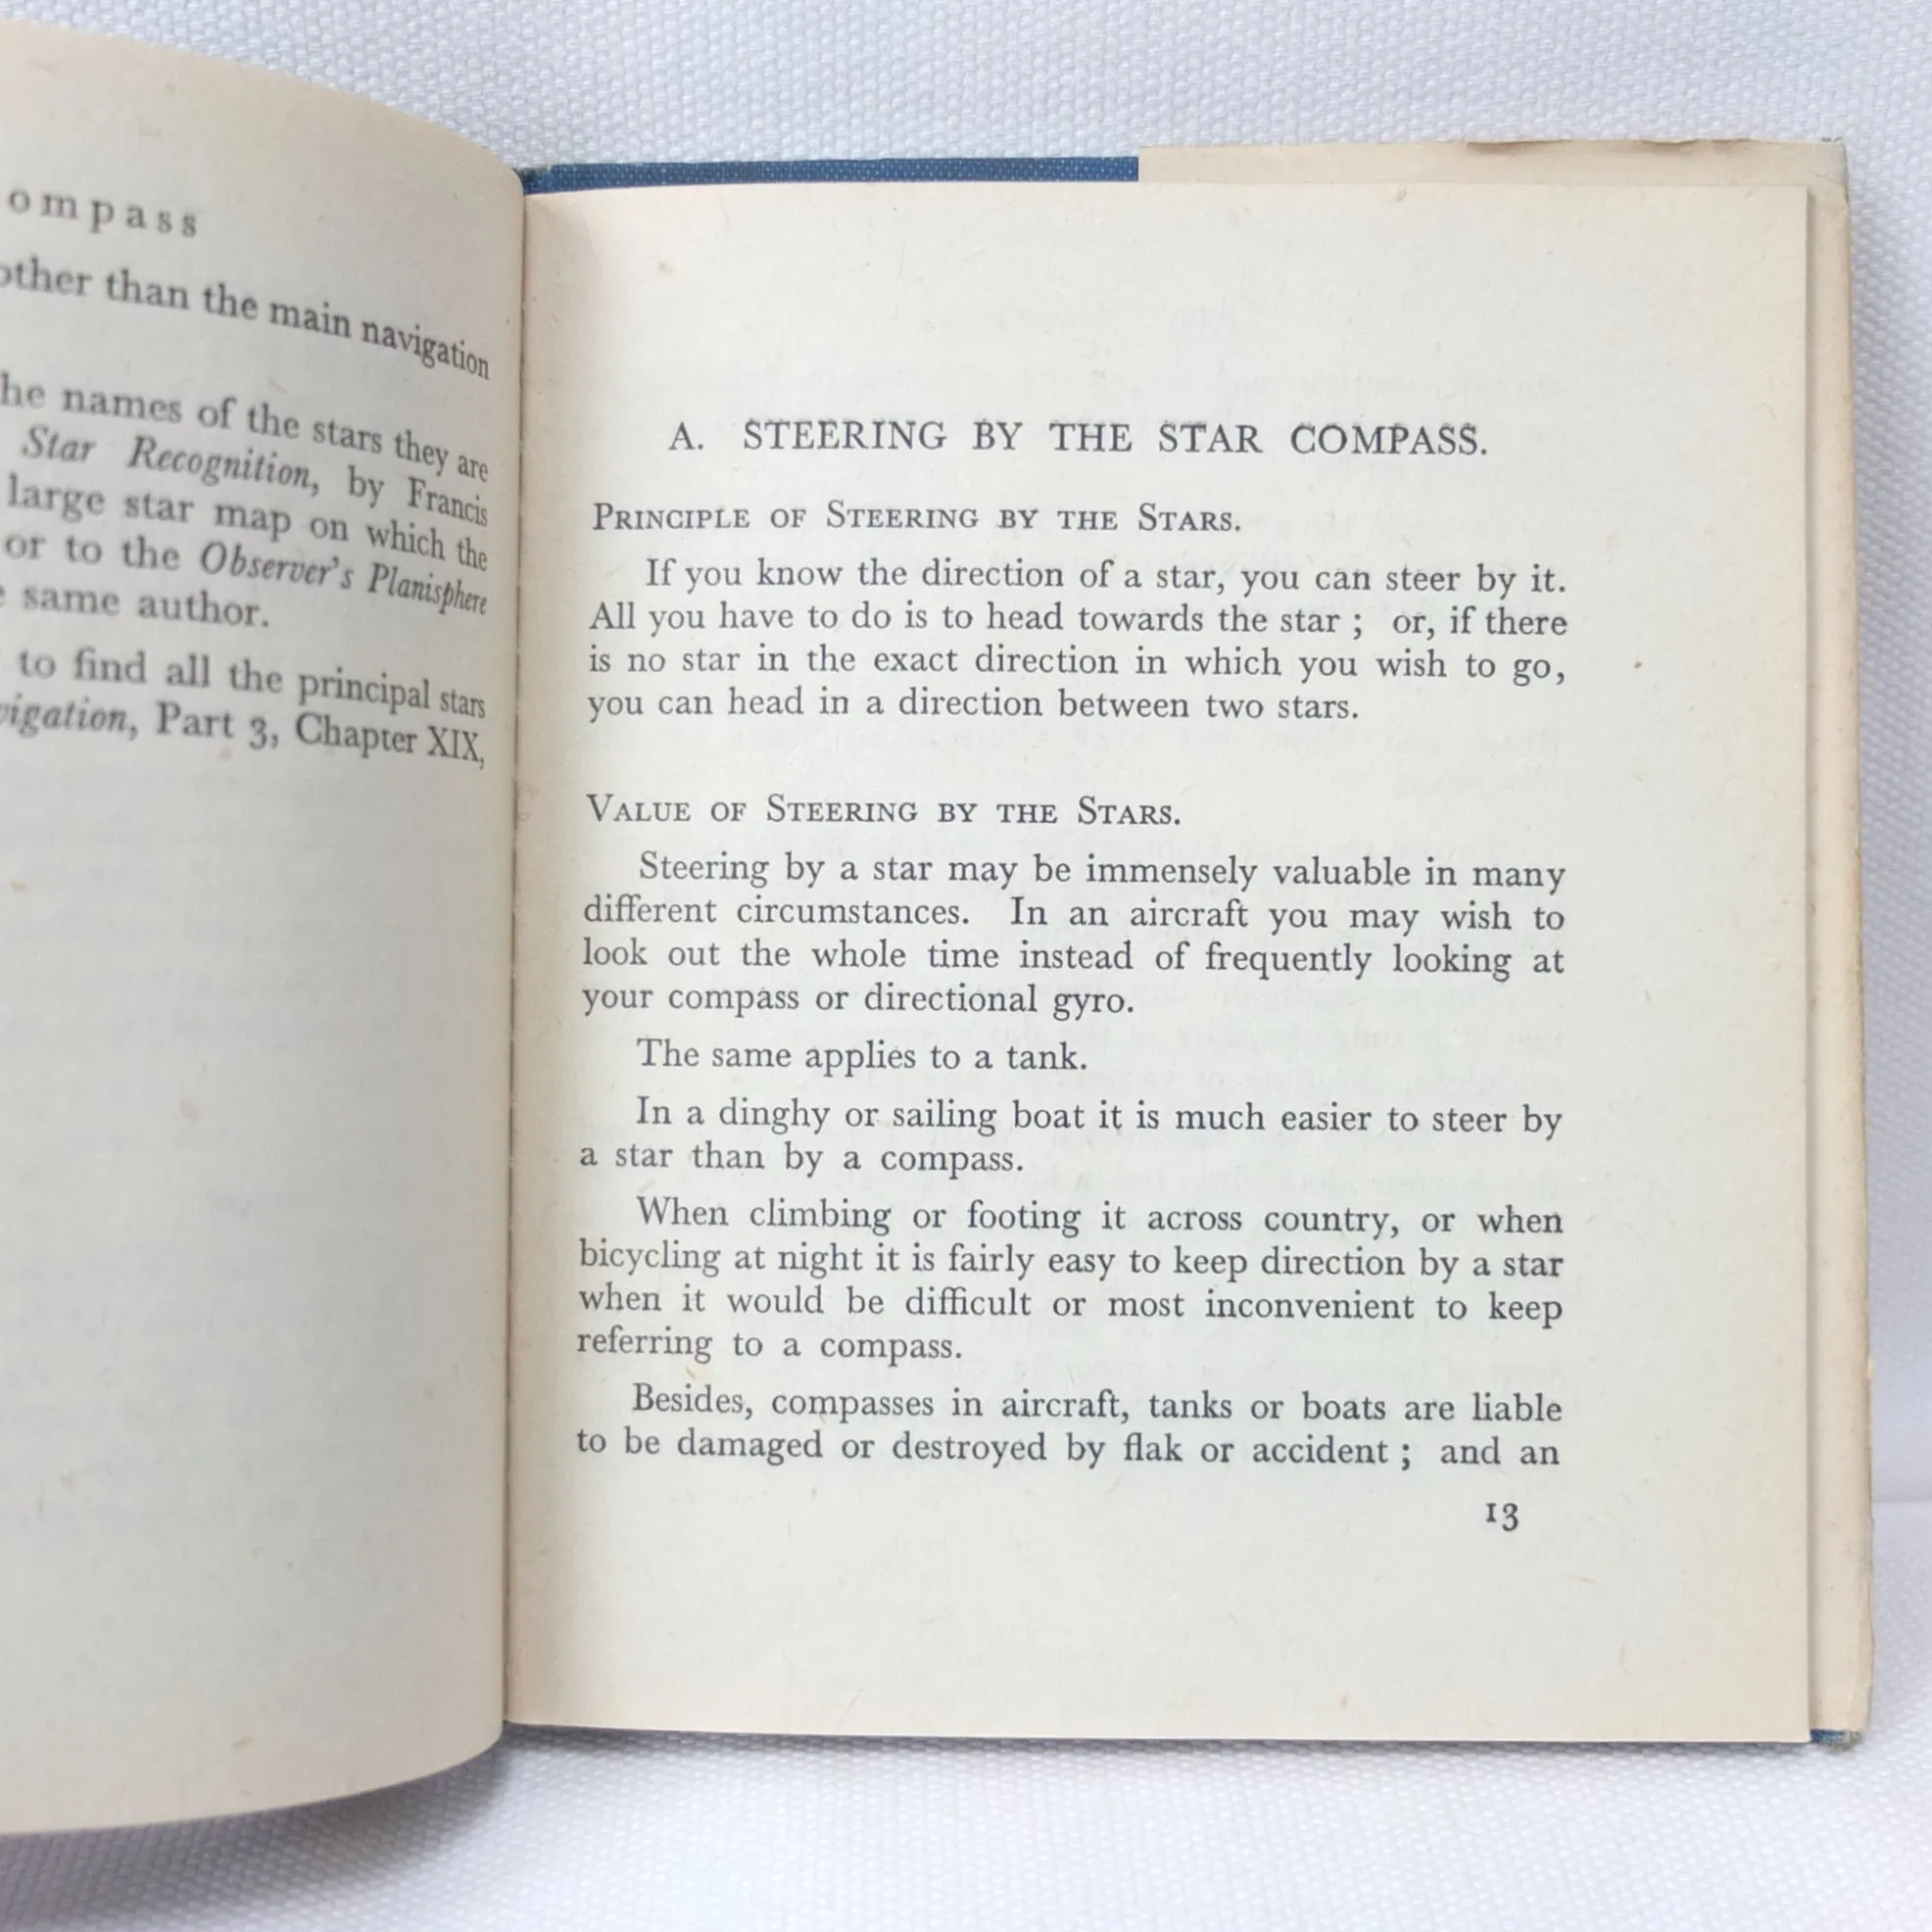 ompass
other than the main navigation
he names of the stars they are
Star Recognition, by Francis
large star map on which the
or to the Observer's Planisphere
same author.
to find all the principal stars
vigation, Part 3, Chapter XIX,
A. STEERING BY THE STAR COMPASS.
PRINCIPLE OF STEERING BY THE STARS.
If you know the direction of a star, you can steer by it.
All you have to do is to head towards the star ; or, if there
is no star in the exact direction in which you wish to go,
you can head in a direction between two stars.
VALUE OF STEERING BY THE STARS.
Steering by a star may be immensely valuable in many
different circumstances. In an aircraft you may wish to
look out the whole time instead of frequently looking at
your compass or directional gyro.
The same applies to a tank.
In a dinghy or sailing boat it is much easier to steer by
a star than by a compass.
When climbing or footing it across country, or when
bicycling at night it is fairly easy to keep direction by a star
when it would be difficult or most inconvenient to keep
referring to a compass.
Besides, compasses in aircraft, tanks or boats are liable
to be damaged or destroyed by flak or accident ; and an
13